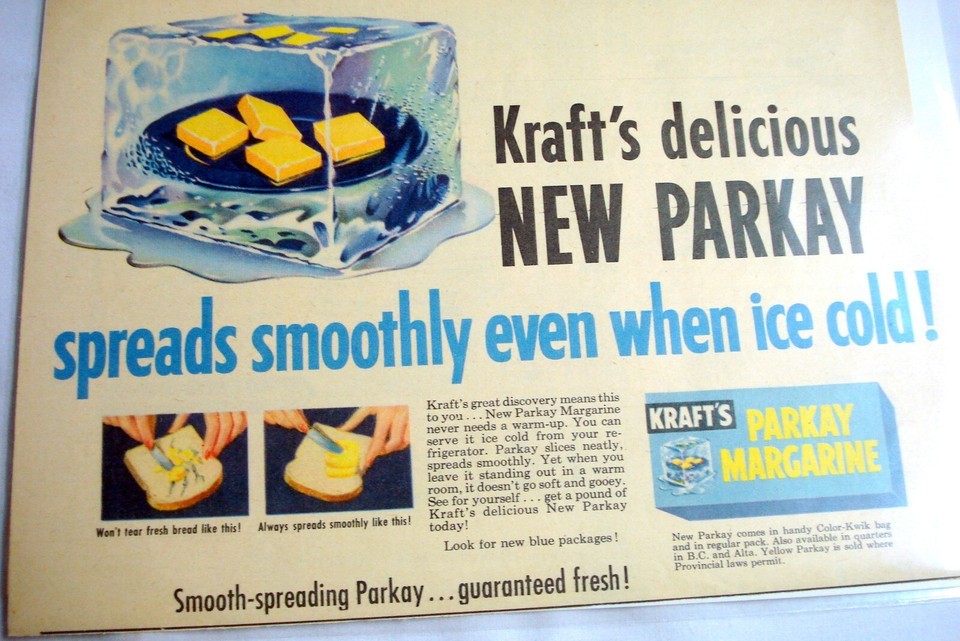 Kraft's delicious
NEW PARKAY
spreads smoothly even when ice cold!
Won't tear fresh bread like this!
Always spreads smoothly like this!
Kraft's great discovery means this
to you . . . New Parkay Margarine
never needs a warm-up. You can
serve it ice cold from your re-
frigerator. Parkay slices neatly,
spreads smoothly. Yet when you
leave it standing out in a warm
room, it doesn't go soft and gooey.
See for yourself . . . get a pound of
Kraft's delicious New Parkay
today!
Look for new blue packages!
KRAFT'S
PARKAY
MARGARINE
New Parkay comes in handy Color-Kwik bag
and in regular pack. Also available in quarters
in B.C. and Alta. Yellow Parkay is sold where
Provincial laws permit.
Smooth-spreading Parkay . . . guaranteed fresh!